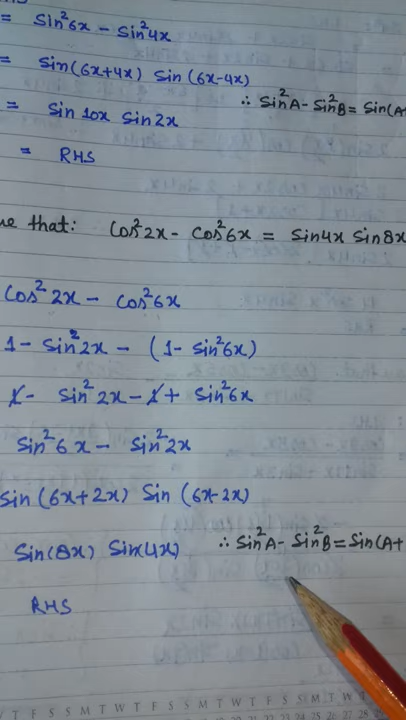 = Sin²6x - Sin²4x
= Sin(6x+4x) Sin(6x-4x)
∴ Sin²A - Sin²B = Sin(A+
= Sin 10x Sin 2x
= RHS
that: Cos²2x - Cos²6x = Sin4x Sin8x
Cos²2x - Cos²6x
1 - Sin²2x - (1 - Sin²6x)
1 - Sin²2x - 1 + Sin²6x
Sin²6x - Sin²2x
Sin (6x+2x) Sin (6x-2x)
Sin(8x) Sin(4x)
∴ Sin²A - Sin²B = Sin(A+
RHS